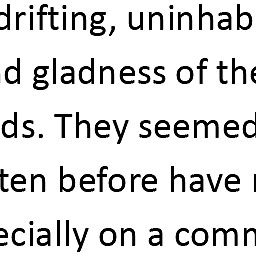 drifting, uninhab
d gladness of the
ds. They seemed
ten before have
ecially on a comm